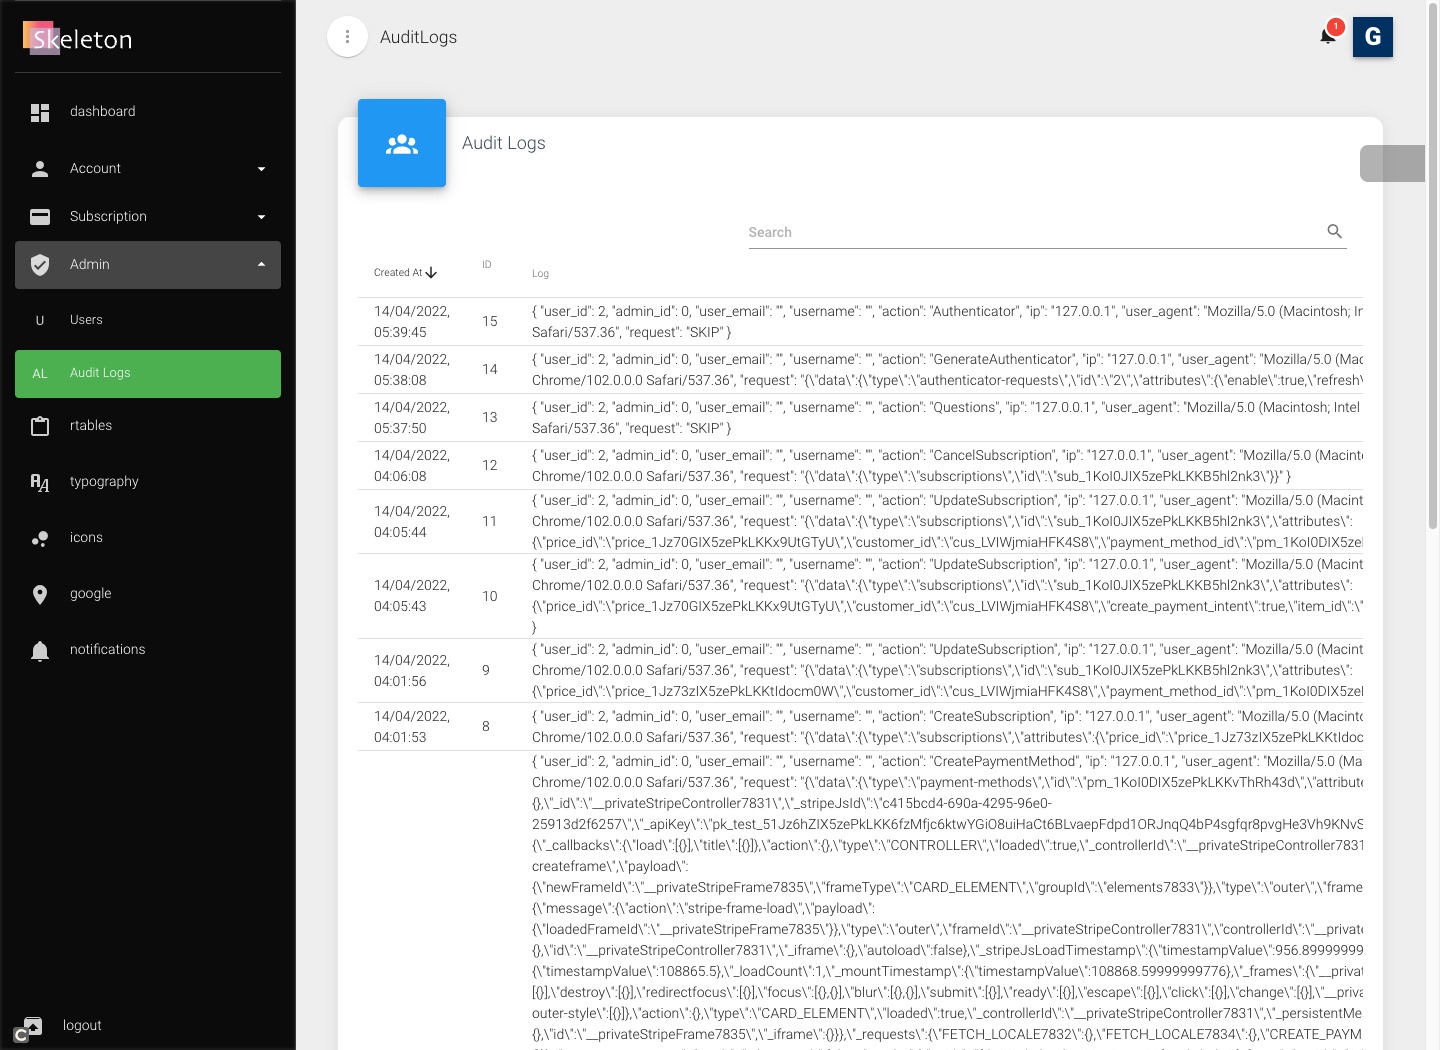 Skeleton
dashboard
Account
Subscription
Admin
U Users
AL Audit Logs
rtables
typography
icons
google
notifications
logout
C
AuditLogs
1
G
Audit Logs
Search
Created At ID Log
14/04/2022, 05:39:45
15
{ "user_id": 2, "admin_id": 0, "user_email": "", "username": "", "action": "Authenticator", "ip": "127.0.0.1", "user_agent": "Mozilla/5.0 (Macintosh; In
Safari/537.36", "request": "SKIP" }
14/04/2022, 05:38:08
14
{ "user_id": 2, "admin_id": 0, "user_email": "", "username": "", "action": "GenerateAuthenticator", "ip": "127.0.0.1", "user_agent": "Mozilla/5.0 (Mac
Chrome/102.0.0.0 Safari/537.36", "request": "{\"data\":{\"type\":\"authenticator-requests\",\"id\":\"2\",\"attributes\":{\"enable\":true,\"refresh\
14/04/2022, 05:37:50
13
{ "user_id": 2, "admin_id": 0, "user_email": "", "username": "", "action": "Questions", "ip": "127.0.0.1", "user_agent": "Mozilla/5.0 (Macintosh; Intel
Safari/537.36", "request": "SKIP" }
14/04/2022, 04:06:08
12
{ "user_id": 2, "admin_id": 0, "user_email": "", "username": "", "action": "CancelSubscription", "ip": "127.0.0.1", "user_agent": "Mozilla/5.0 (Macinto
Chrome/102.0.0.0 Safari/537.36", "request": "{\"data\":{\"type\":\"subscriptions\",\"id\":\"sub_1KoI0JIX5zePkLKKB5hl2nk3\"}}" }
14/04/2022, 04:05:44
11
{ "user_id": 2, "admin_id": 0, "user_email": "", "username": "", "action": "UpdateSubscription", "ip": "127.0.0.1", "user_agent": "Mozilla/5.0 (Macint
Chrome/102.0.0.0 Safari/537.36", "request": "{\"data\":{\"type\":\"subscriptions\",\"id\":\"sub_1KoI0JIX5zePkLKKB5hl2nk3\",\"attributes\":
{\"price_id\":\"price_1Jz70GIX5zePkLKKx9UtGTyU\",\"customer_id\":\"cus_LVIWjmiaHFK4S8\",\"payment_method_id\":\"pm_1KoI0DIX5zel
14/04/2022, 04:05:43
10
{ "user_id": 2, "admin_id": 0, "user_email": "", "username": "", "action": "UpdateSubscription", "ip": "127.0.0.1", "user_agent": "Mozilla/5.0 (Macint
Chrome/102.0.0.0 Safari/537.36", "request": "{\"data\":{\"type\":\"subscriptions\",\"id\":\"sub_1KoI0JIX5zePkLKKB5hl2nk3\",\"attributes\":
{\"price_id\":\"price_1Jz70GIX5zePkLKKx9UtGTyU\",\"customer_id\":\"cus_LVIWjmiaHFK4S8\",\"create_payment_intent\":true,\"item_id\":\"
}
14/04/2022, 04:01:56
9
{ "user_id": 2, "admin_id": 0, "user_email": "", "username": "", "action": "UpdateSubscription", "ip": "127.0.0.1", "user_agent": "Mozilla/5.0 (Macint
Chrome/102.0.0.0 Safari/537.36", "request": "{\"data\":{\"type\":\"subscriptions\",\"id\":\"sub_1KoI0JIX5zePkLKKB5hl2nk3\",\"attributes\":
{\"price_id\":\"price_1Jz73zIX5zePkLKKtIdocm0W\",\"customer_id\":\"cus_LVIWjmiaHFK4S8\",\"payment_method_id\":\"pm_1KoI0DIX5zel
14/04/2022, 04:01:53
8
{ "user_id": 2, "admin_id": 0, "user_email": "", "username": "", "action": "CreateSubscription", "ip": "127.0.0.1", "user_agent": "Mozilla/5.0 (Macinto
Chrome/102.0.0.0 Safari/537.36", "request": "{\"data\":{\"type\":\"subscriptions\",\"attributes\":{\"price_id\":\"price_1Jz73zIX5zePkLKKtIdoc
{ "user_id": 2, "admin_id": 0, "user_email": "", "username": "", "action": "CreatePaymentMethod", "ip": "127.0.0.1", "user_agent": "Mozilla/5.0 (Ma
Chrome/102.0.0.0 Safari/537.36", "request": "{\"data\":{\"type\":\"payment-methods\",\"id\":\"pm_1KoI0DIX5zePkLKKvThRh43d\",\"attribute
{},\"_id\":\"__privateStripeController7831\",\"_stripeJsId\":\"c415bcd4-690a-4295-96e0-
25913d2f6257\",\"_apiKey\":\"pk_test_51Jz6hZIX5zePkLKK6fzMfjc6ktwYGiO8uiHaCt6BLvaepFdpd1ORJnqQ4bP4sgfqr8pvgHe3Vh9KNvS
{\"_callbacks\":{\"load\":[{}],\"title\":[{}]},\"action\":{},\"type\":\"CONTROLLER\",\"loaded\":true,\"_controllerId\":\"__privateStripeController7831
createframe\",\"payload\":
{\"newFrameId\":\"__privateStripeFrame7835\",\"frameType\":\"CARD_ELEMENT\",\"groupId\":\"elements7833\"}},\"type\":\"outer\",\"frame
{\"message\":{\"action\":\"stripe-frame-load\",\"payload\":
{\"loadedFrameId\":\"__privateStripeFrame7835\"}},\"type\":\"outer\",\"frameId\":\"__privateStripeController7831\",\"controllerId\":\"__private
{},\"id\":\"__privateStripeController7831\",\"_iframe\":{},\"autoload\":false},\"_stripeJsLoadTimestamp\":{\"timestampValue\":956.89999999
{\"timestampValue\":108865.5},\"_loadCount\":1,\"_mountTimestamp\":{\"timestampValue\":108868.59999999776},\"_frames\":{\"__privat
[{}],\"destroy\":[{}],\"redirectfocus\":[{}],\"focus\":[{},{}],\"blur\":[{},{}],\"submit\":[{}],\"ready\":[{}],\"escape\":[{}],\"click\":[{}],\"change\":[{}],\"__priva
outer-style\":[{}]},\"action\":{},\"type\":\"CARD_ELEMENT\",\"loaded\":true,\"_controllerId\":\"__privateStripeController7831\",\"_persistentMe
{},\"id\":\"__privateStripeFrame7835\",\"_iframe\":{}}},\"_requests\":{\"FETCH_LOCALE7832\":{},\"FETCH_LOCALE7834\":{},\"CREATE_PAYM